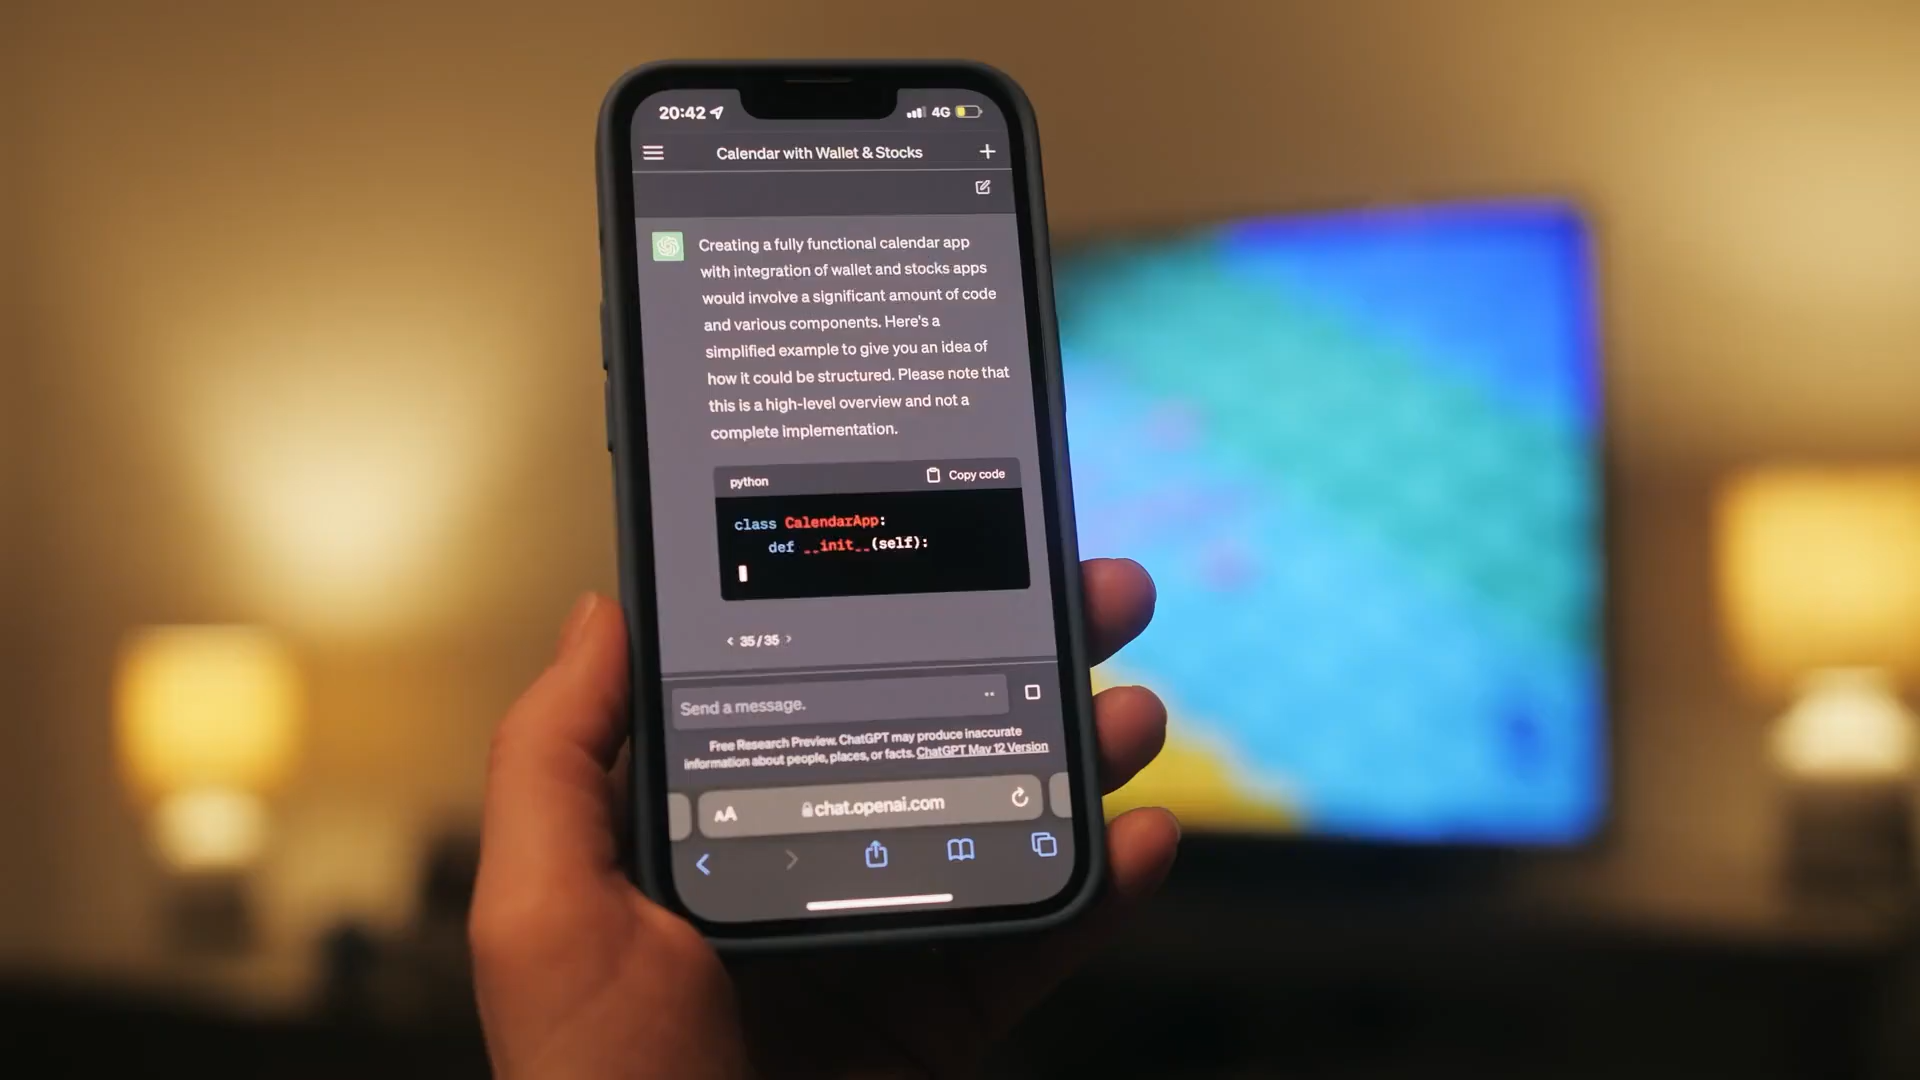 20:42
4G
Calendar with Wallet & Stocks
Creating a fully functional calendar app
with integration of wallet and stocks apps
would involve a significant amount of code
and various components. Here's a
simplified example to give you an idea of
how it could be structured. Please note that
this is a high-level overview and not a
complete implementation.
python
Copy code
class CalendarApp:
def __init__(self):
< 35 / 35 >
Send a message.
Free Research Preview. ChatGPT may produce inaccurate
information about people, places, or facts. ChatGPT May 12 Version
AA
chat.openai.com